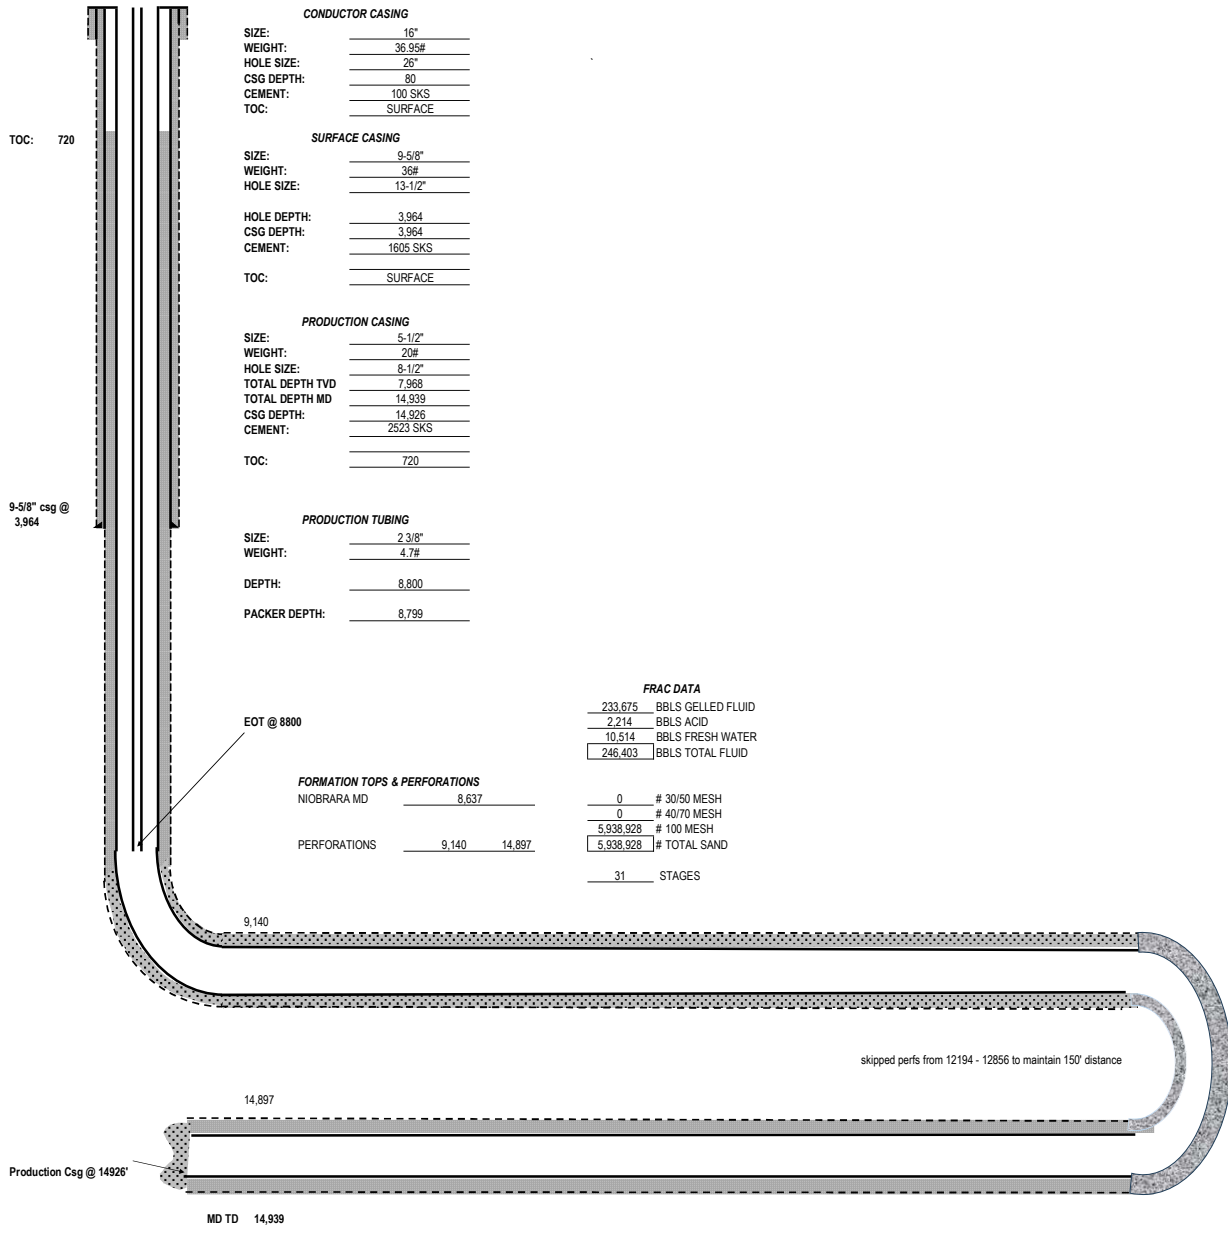 CONDUCTOR CASING
SIZE: 16"
WEIGHT: 36.95#
HOLE SIZE: 26"
CSG DEPTH: 80
CEMENT: 100 SKS
TOC: SURFACE
TOC: 720
SURFACE CASING
SIZE: 9-5/8"
WEIGHT: 36#
HOLE SIZE: 13-1/2"
HOLE DEPTH: 3,964
CSG DEPTH: 3,964
CEMENT: 1605 SKS
TOC: SURFACE
PRODUCTION CASING
SIZE: 5-1/2"
WEIGHT: 20#
HOLE SIZE: 8-1/2"
TOTAL DEPTH TVD 7,968
TOTAL DEPTH MD 14,939
CSG DEPTH: 14,926
CEMENT: 2523 SKS
TOC: 720
9-5/8" csg @
3,964
PRODUCTION TUBING
SIZE: 2 3/8"
WEIGHT: 4.7#
DEPTH: 8,800
PACKER DEPTH: 8,799
EOT @ 8800
FRAC DATA
233,675 BBLS GELLED FLUID
2,214 BBLS ACID
10,514 BBLS FRESH WATER
246,403 BBLS TOTAL FLUID
FORMATION TOPS & PERFORATIONS
NIOBRARA MD 8,637
PERFORATIONS 9,140 14,897
0 # 30/50 MESH
0 # 40/70 MESH
5,938,928 # 100 MESH
5,938,928 # TOTAL SAND
31 STAGES
9,140
skipped perfs from 12194 - 12856 to maintain 150' distance
14,897
Production Csg @ 14926'
MD TD 14,939